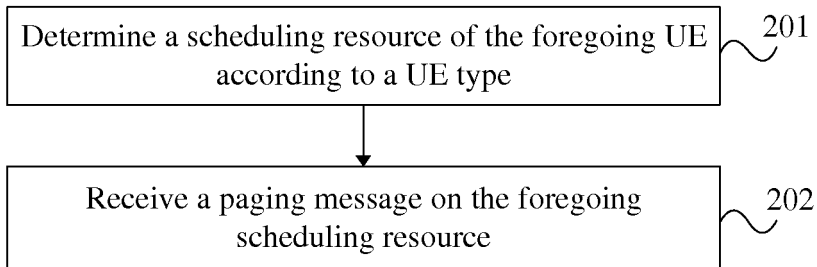 Determine a scheduling resource of the foregoing UE
according to a UE type
201
Receive a paging message on the foregoing
scheduling resource
202